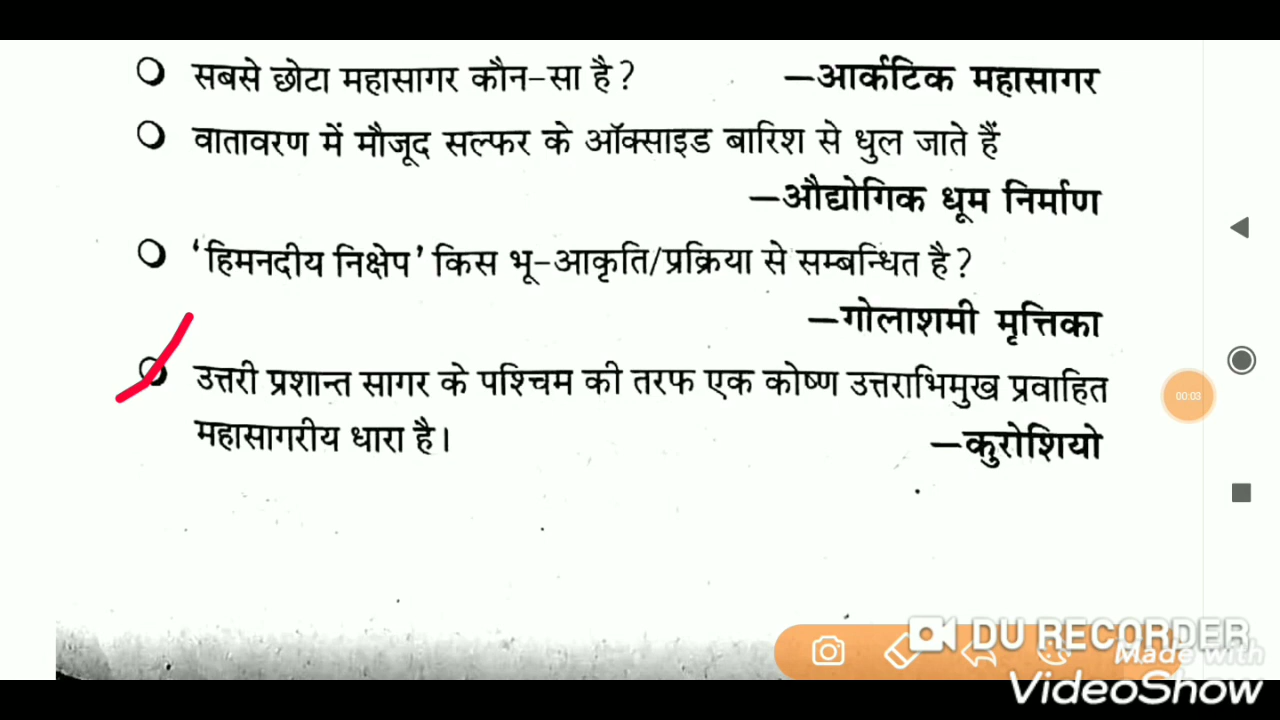 सबसे छोटा महासागर कौन-सा है? —आर्कटिक महासागर
वातावरण में मौजूद सल्फर के ऑक्साइड बारिश से धुल जाते हैं
—औद्योगिक धूम निर्माण
'हिमनदीय निक्षेप' किस भू-आकृति/प्रक्रिया से सम्बन्धित है?
—गोलाशमी मृत्तिका
उत्तरी प्रशान्त सागर के पश्चिम की तरफ एक कोष्ण उत्तराभिमुख प्रवाहित
महासागरीय धारा है। —कुरोशियो
00:03
DU RECORDER
Made with
VideoShow